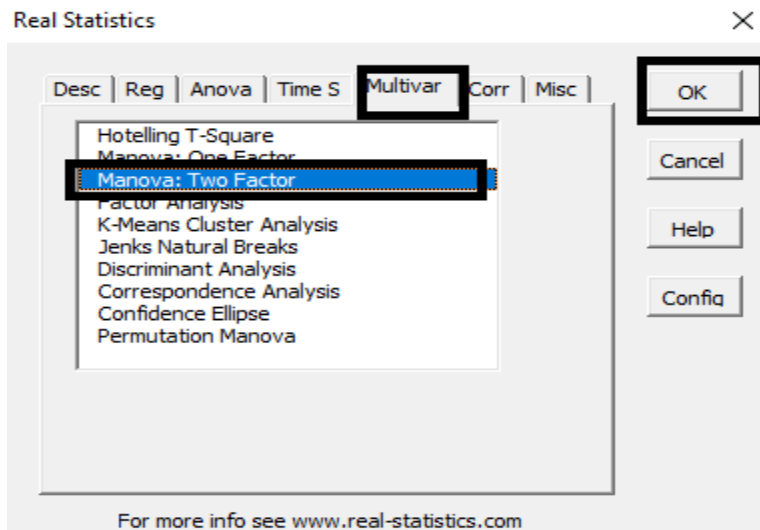 Real Statistics
Desc Reg Anova Time S Multivar Corr Misc
OK
Hotelling T-Square
Manova: One Factor
Manova: Two Factor
Factor Analysis
K-Means Cluster Analysis
Jenks Natural Breaks
Discriminant Analysis
Correspondence Analysis
Confidence Ellipse
Permutation Manova
Cancel
Help
Config
For more info see www.real-statistics.com